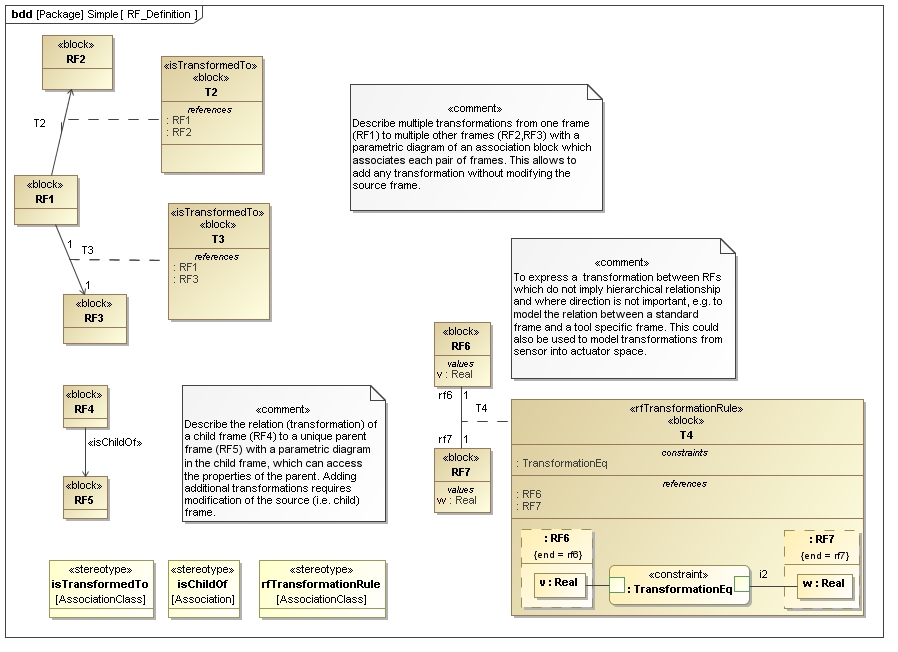 bdd [Package] Simple [ RF_Definition ]
«block»
RF2
T2
«isTransformedTo»
«block»
T2
references
: RF1
: RF2
«block»
RF1
1
T3
1
«block»
RF3
«isTransformedTo»
«block»
T3
references
: RF1
: RF3
«comment»
Describe multiple transformations from one frame
(RF1) to multiple other frames (RF2,RF3) with a
parametric diagram of an association block which
associates each pair of frames. This allows to
add any transformation without modifying the
source frame.
«comment»
To express a transformation between RFs
which do not imply hierarchical relationship
and where direction is not important, e.g. to
model the relation between a standard
frame and a tool specific frame. This could
also be used to model transformations from
sensor into actuator space.
«block»
RF4
«isChildOf»
«block»
RF5
«comment»
Describe the relation (transformation) of
a child frame (RF4) to a unique parent
frame (RF5) with a parametric diagram
in the child frame, which can access
the properties of the parent. Adding
additional transformations requires
modification of the source (i.e. child)
frame.
«block»
RF6
values
v : Real
rf6
1
T4
rf7
1
«block»
RF7
values
w : Real
«rfTransformationRule»
«block»
T4
constraints
: TransformationEq
references
: RF6
: RF7
: RF6
{end = rf6}
v : Real
«constraint»
: TransformationEq
i2
: RF7
{end = rf7}
w : Real
«stereotype»
isTransformedTo
[AssociationClass]
«stereotype»
isChildOf
[Association]
«stereotype»
rfTransformationRule
[AssociationClass]